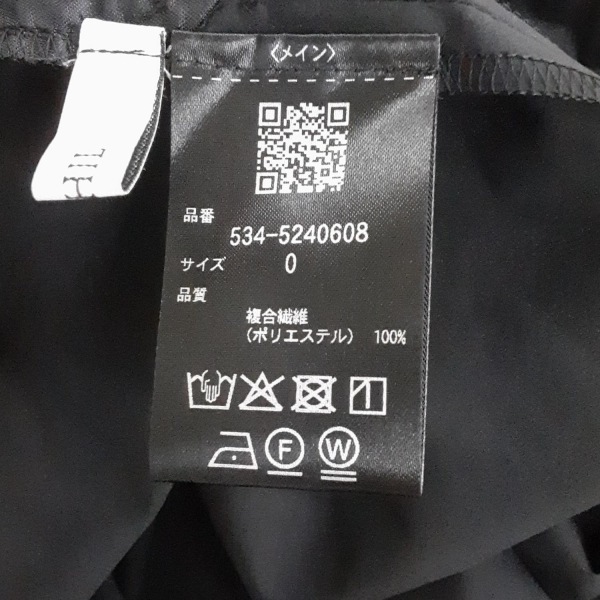 〈メイン〉
品番
534-5240608
サイズ 0
品質
複合繊維
(ポリエステル) 100%
F W